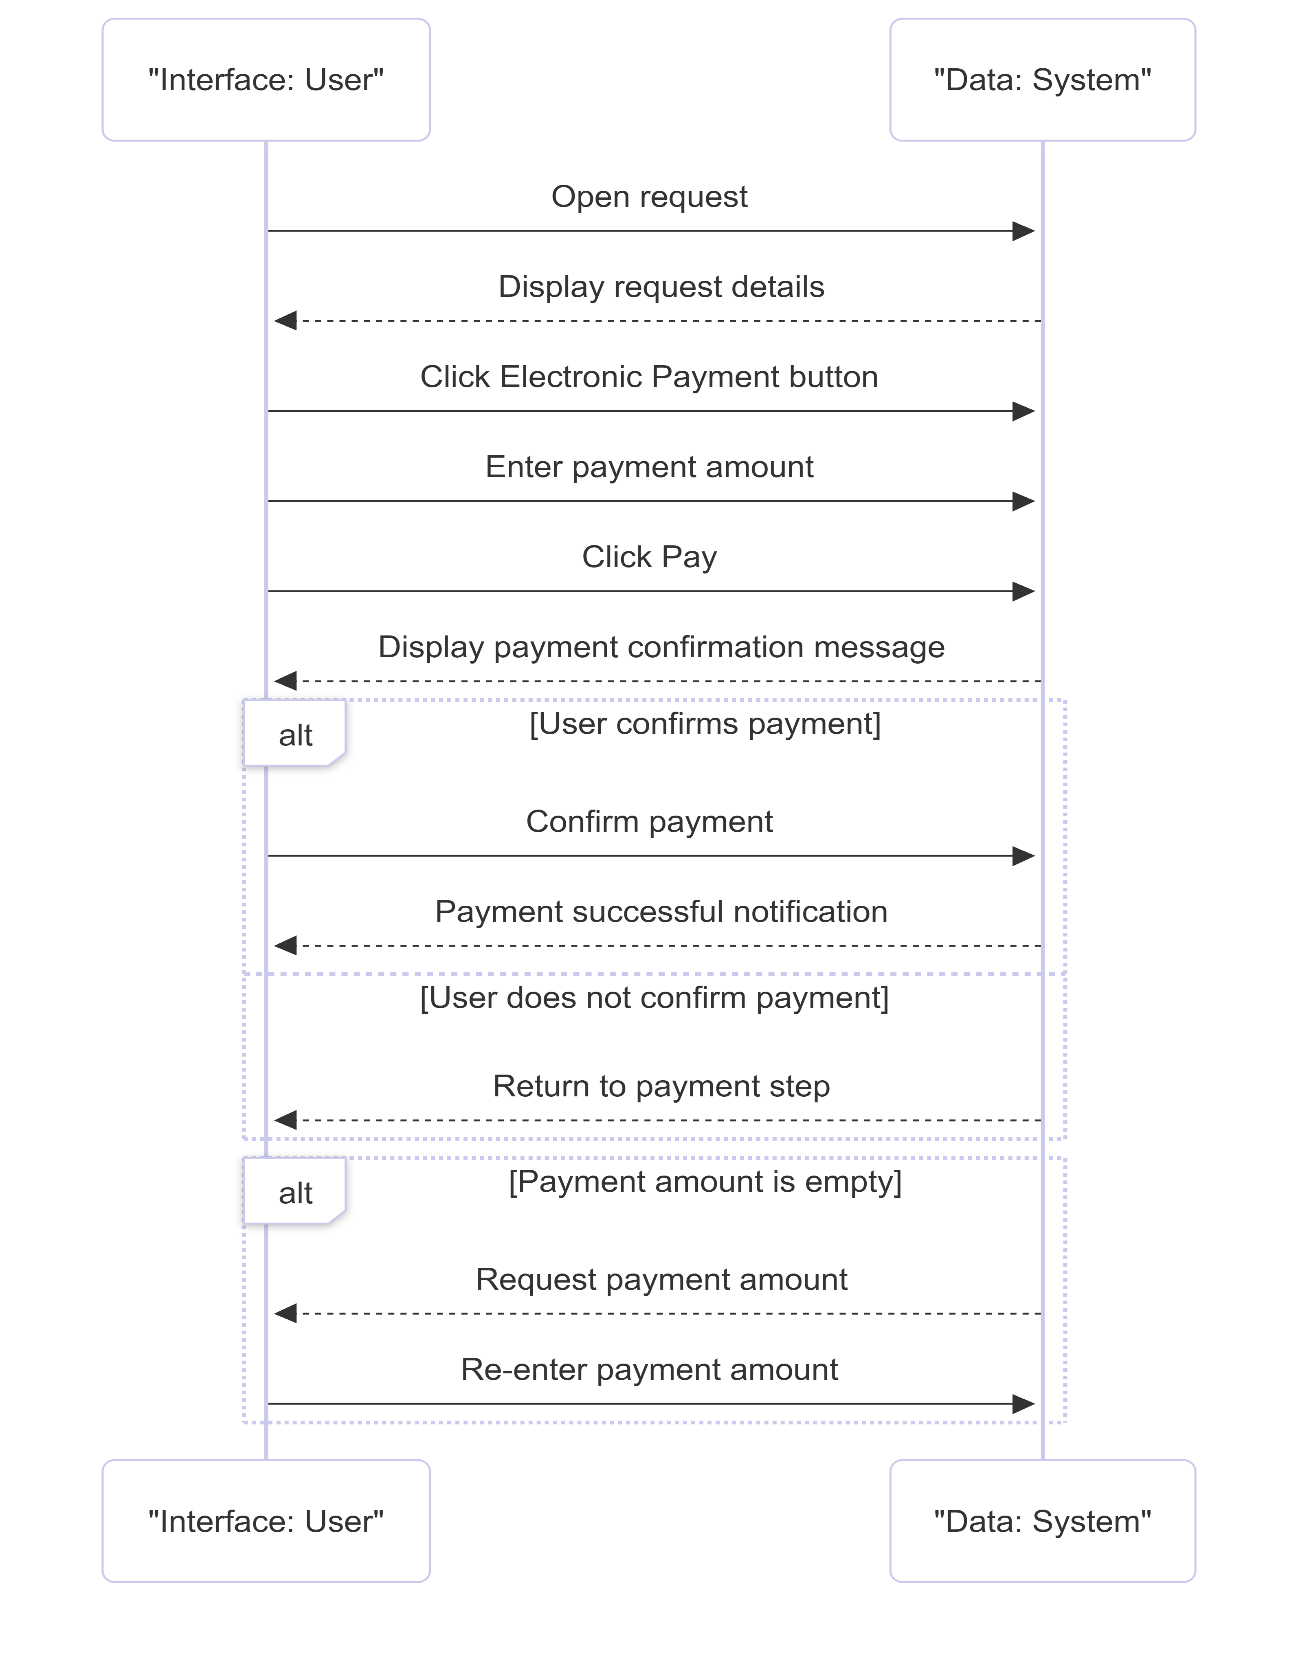 "Interface: User"
"Data: System"
Open request
Display request details
Click Electronic Payment button
Enter payment amount
Click Pay
Display payment confirmation message
alt
[User confirms payment]
Confirm payment
Payment successful notification
[User does not confirm payment]
Return to payment step
alt
[Payment amount is empty]
Request payment amount
Re-enter payment amount
"Interface: User"
"Data: System"